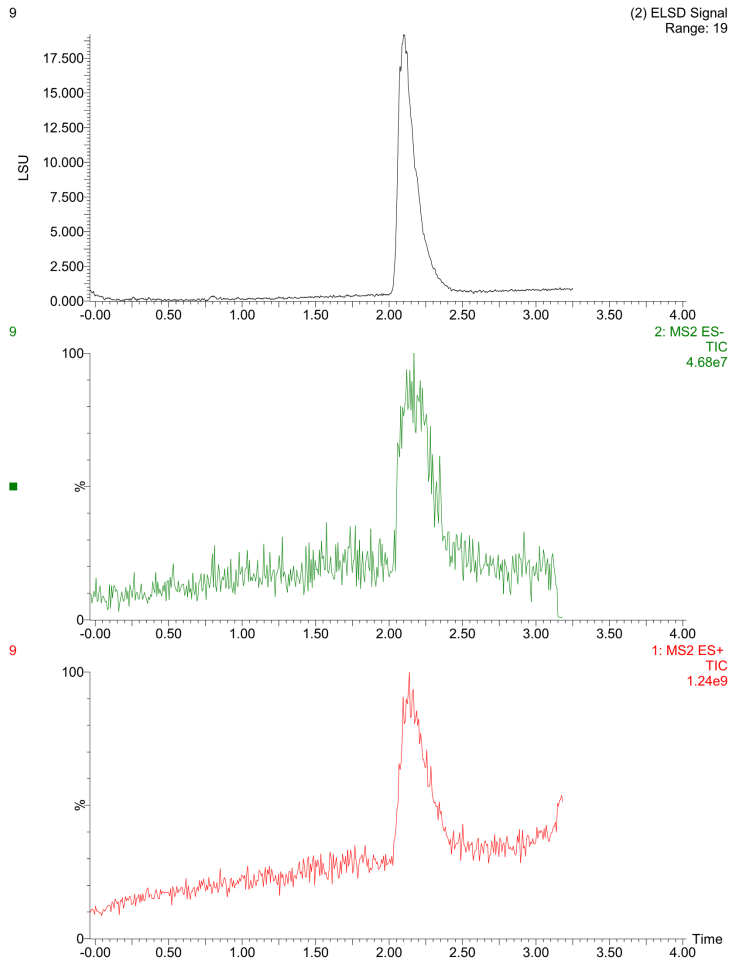 9
(2) ELSD Signal
Range: 19
LSU
17.500
15.000
12.500
10.000
7.500
5.000
2.500
0.000
-0.00 0.50 1.00 1.50 2.00 2.50 3.00 3.50 4.00
9
2: MS2 ES-
TIC
4.68e7
100
%
0
-0.00 0.50 1.00 1.50 2.00 2.50 3.00 3.50 4.00
9
1: MS2 ES+
TIC
1.24e9
100
%
0
Time
-0.00 0.50 1.00 1.50 2.00 2.50 3.00 3.50 4.00